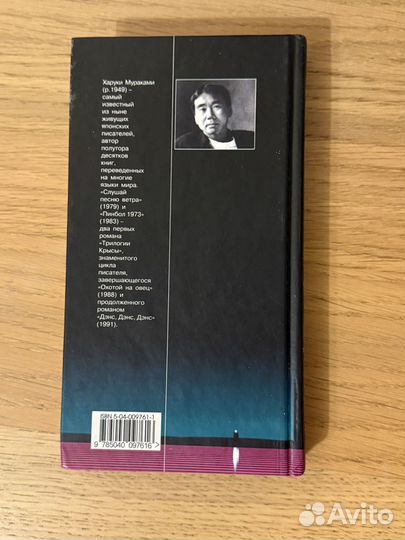 Харуки Мураками
(р.1949) –
самый
известный
из ныне
живущих
японских
писателей,
автор
полутора
десятков
книг,
переведенных
на многие
языки мира.
«Слушай
песню ветра»
(1979) и
«Пинбол 1973»
(1983) –
два первых
романа
«Трилогии
Крысы»,
знаменитого
цикла
писателя,
завершающегося
«Охотой на овец»
(1988) и
продолженного
романом
«Дэнс, Дэнс, Дэнс»
(1991).
ISBN 5-04-009761-1
9 785040 097616 >
Avito